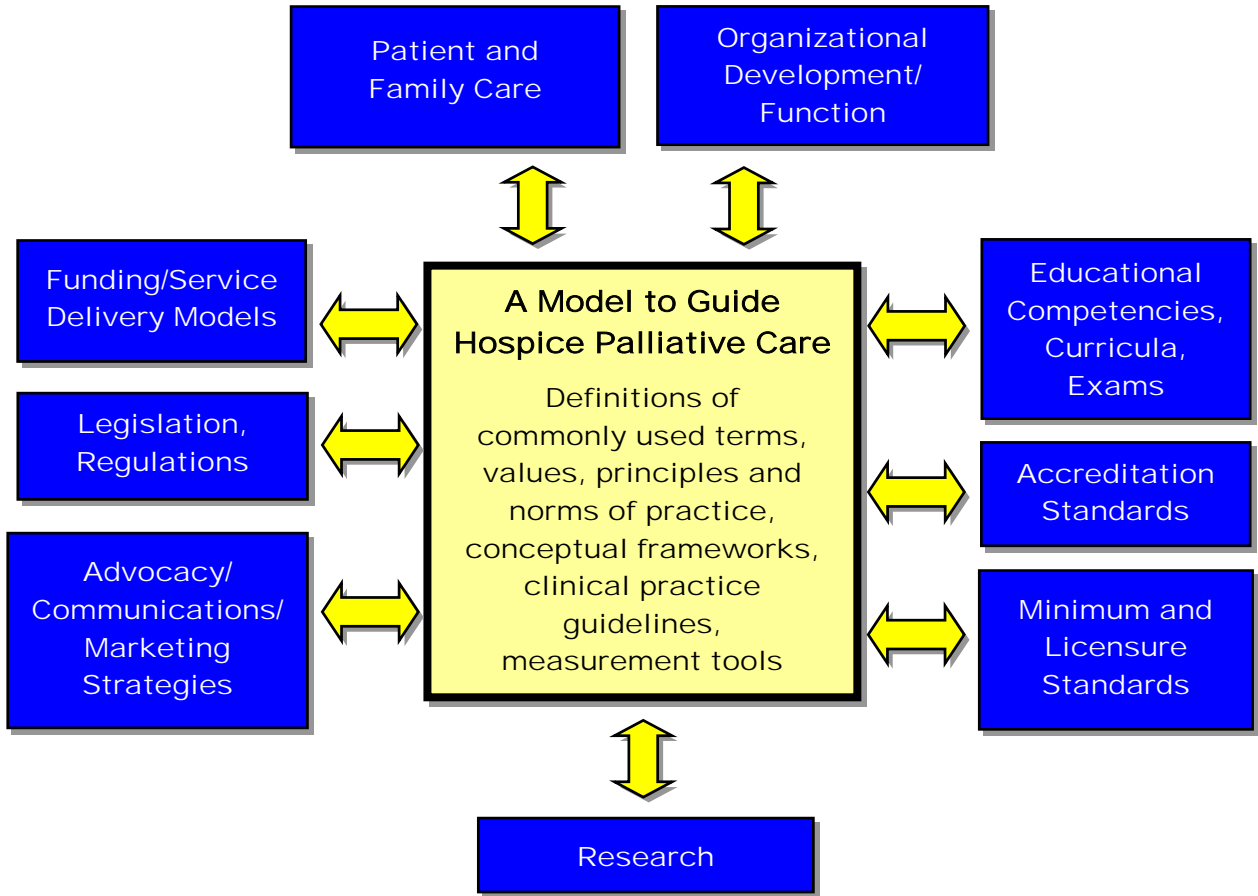 Patient and
Family Care
Organizational
Development/
Function
Funding/Service
Delivery Models
Legislation,
Regulations
Advocacy/
Communications/
Marketing
Strategies
A Model to Guide
Hospice Palliative Care
Definitions of
commonly used terms,
values, principles and
norms of practice,
conceptual frameworks,
clinical practice
guidelines,
measurement tools
Educational
Competencies,
Curricula,
Exams
Accreditation
Standards
Minimum and
Licensure
Standards
Research